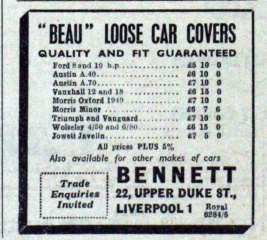 "BEAU" LOOSE CAR COVERS
QUALITY AND FIT GUARANTEED
Ford 8 and 10 h.p. £5 10 0
Austin A.40 £6 10 0
Austin A.70 £7 10 0
Vauxhall 12 and 18 £6 15 0
Morris Oxford 1949 £7 10 0
Morris Minor £6 7 6
Triumph and Vanguard £7 10 0
Wolseley 4/50 and 6/80 £6 15 0
Jowett Javelin £7 5 0
All prices PLUS 5%
Also available for other makes of cars
Trade
Enquiries
Invited
BENNETT
22, UPPER DUKE ST.,
LIVERPOOL 1 Royal
6284/5